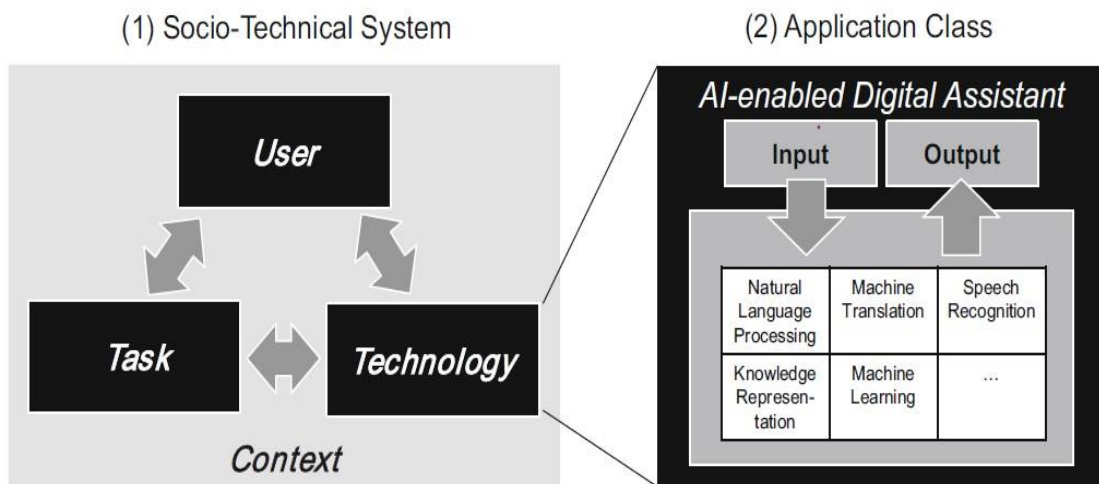 (1) Socio-Technical System
User
Task
Technology
Context
(2) Application Class
AI-enabled Digital Assistant
Input
Output
Natural
Language
Processing
Machine
Translation
Speech
Recognition
Knowledge
Represen-
tation
Machine
Learning
...